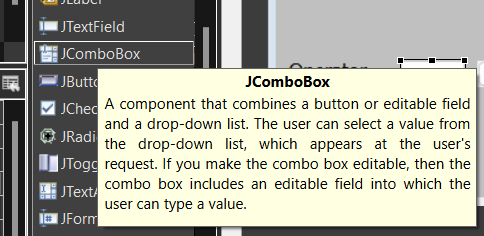 JLabel
JTextField
JComboBox
JButto
JChec
JRadi
JTogg
JTextA
JForm
Operator
JComboBox
A component that combines a button or editable field
and a drop-down list. The user can select a value from
the drop-down list, which appears at the user's
request. If you make the combo box editable, then the
combo box includes an editable field into which the
user can type a value.